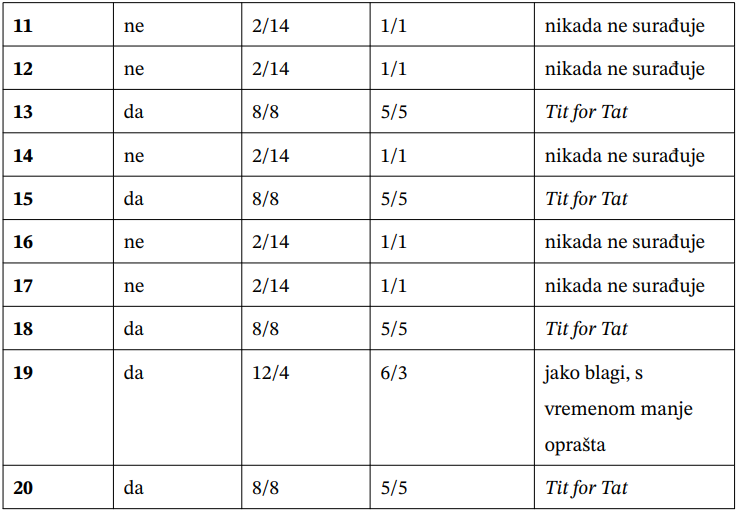 11 ne 2/14 1/1 nikada ne surađuje
12 ne 2/14 1/1 nikada ne surađuje
13 da 8/8 5/5 Tit for Tat
14 ne 2/14 1/1 nikada ne surađuje
15 da 8/8 5/5 Tit for Tat
16 ne 2/14 1/1 nikada ne surađuje
17 ne 2/14 1/1 nikada ne surađuje
18 da 8/8 5/5 Tit for Tat
19 da 12/4 6/3 jako blagi, s
vremenom manje
oprašta
20 da 8/8 5/5 Tit for Tat